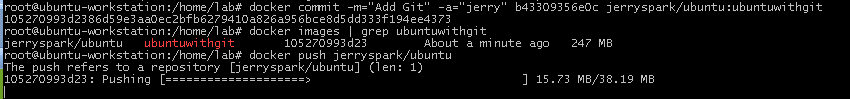 root@ubuntu-workstation:/home/lab# docker commit -m="Add Git" -a="jerry" b43309356e0c jerryspark/ubuntu:ubuntuwithgit
105270993d2386d59e3aa0ec2bfb6279410a826a956bce8d5dd333f194ee4373
root@ubuntu-workstation:/home/lab# docker images | grep ubuntuwithgit
jerryspark/ubuntu   ubuntuwithgit       105270993d23        About a minute ago   247 MB
root@ubuntu-workstation:/home/lab# docker push jerryspark/ubuntu
The push refers to a repository [jerryspark/ubuntu] (len: 1)
105270993d23: Pushing [====================>                              ] 15.73 MB/38.19 MB